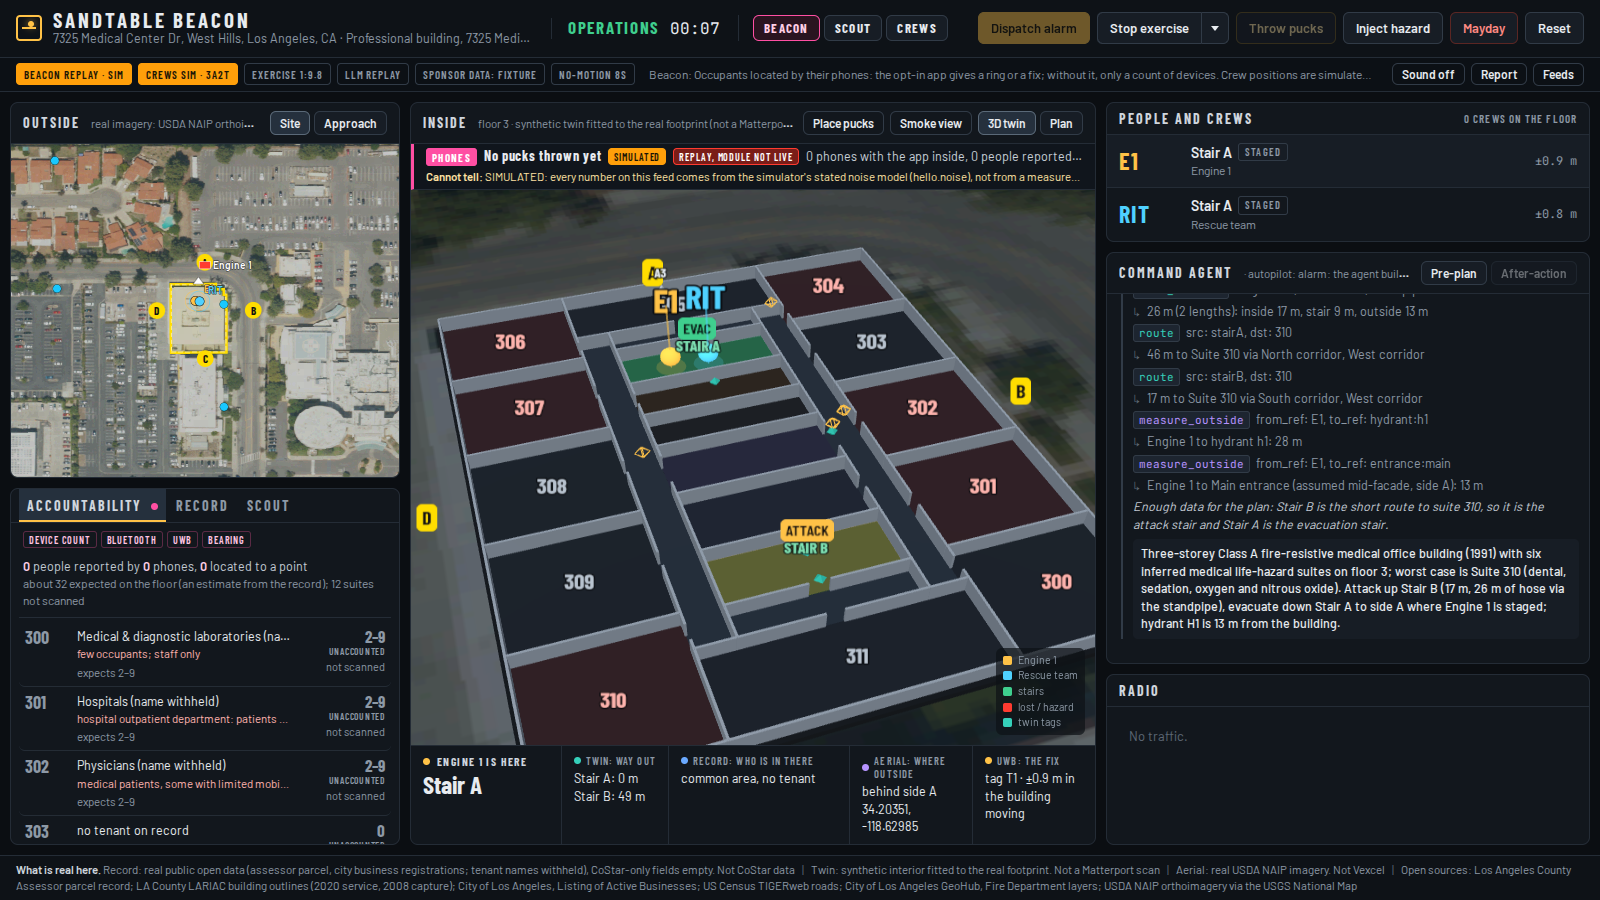 SANDTABLE BEACON
7325 Medical Center Dr, West Hills, Los Angeles, CA · Professional building, 7325 Medi...
OPERATIONS 00:07
BEACON SCOUT CREWS
Dispatch alarm Stop exercise Throw pucks Inject hazard Mayday Reset
BEACON REPLAY · SIM CREWS SIM · 3A2T EXERCISE 1:9.8 LLM REPLAY SPONSOR DATA: FIXTURE NO-MOTION 8S
Beacon: Occupants located by their phones: the opt-in app gives a ring or a fix; without it, only a count of devices. Crew positions are simulate...
Sound off Report Feeds
OUTSIDE real imagery: USDA NAIP orthoi... Site Approach
Engine 1
D
B
C
ACCOUNTABILITY RECORD SCOUT
DEVICE COUNT BLUETOOTH UWB BEARING
0 people reported by 0 phones, 0 located to a point
about 32 expected on the floor (an estimate from the record); 12 suites
not scanned
300 Medical & diagnostic laboratories (na... 2-9
few occupants; staff only UNACCOUNTED
expects 2-9 not scanned
301 Hospitals (name withheld) 2-9
hospital outpatient department: patients ... UNACCOUNTED
expects 2-9 not scanned
302 Physicians (name withheld) 2-9
medical patients, some with limited mobi... UNACCOUNTED
expects 2-9 not scanned
303 no tenant on record 0
INSIDE floor 3 · synthetic twin fitted to the real footprint (not a Matterpo... Place pucks Smoke view 3D twin Plan
PHONES No pucks thrown yet SIMULATED REPLAY, MODULE NOT LIVE 0 phones with the app inside, 0 people reported...
Cannot tell: SIMULATED: every number on this feed comes from the simulator's stated noise model (hello.noise), not from a measure...
A
E1 RIT
EVAC
STAIR A
304
306
303
307
302
B
308
301
D
ATTACK
STAIR B
309
300
311
310
Engine 1
Rescue team
stairs
lost / hazard
twin tags
ENGINE 1 IS HERE
Stair A
TWIN: WAY OUT
Stair A: 0 m
Stair B: 49 m
RECORD: WHO IS IN THERE
common area, no tenant
AERIAL: WHERE
OUTSIDE
behind side A
34.20351,
-118.62985
UWB: THE FIX
tag T1 · ±0.9 m in
the building
moving
PEOPLE AND CREWS 0 CREWS ON THE FLOOR
E1 Stair A STAGED ±0.9 m
Engine 1
RIT Stair A STAGED ±0.8 m
Rescue team
COMMAND AGENT · autopilot: alarm: the agent buil... Pre-plan After-action
↳ 26 m (2 lengths): inside 17 m, stair 9 m, outside 13 m
route src: stairA, dst: 310
↳ 46 m to Suite 310 via North corridor, West corridor
route src: stairB, dst: 310
↳ 17 m to Suite 310 via South corridor, West corridor
measure_outside from_ref: E1, to_ref: hydrant:h1
↳ Engine 1 to hydrant h1: 28 m
measure_outside from_ref: E1, to_ref: entrance:main
↳ Engine 1 to Main entrance (assumed mid-facade, side A): 13 m
Enough data for the plan: Stair B is the short route to suite 310, so it is the
attack stair and Stair A is the evacuation stair.
Three-storey Class A fire-resistive medical office building (1991) with six
inferred medical life-hazard suites on floor 3; worst case is Suite 310 (dental,
sedation, oxygen and nitrous oxide). Attack up Stair B (17 m, 26 m of hose via
the standpipe), evacuate down Stair A to side A where Engine 1 is staged;
hydrant H1 is 13 m from the building.
RADIO
No traffic.
What is real here. Record: real public open data (assessor parcel, city business registrations; tenant names withheld), CoStar-only fields empty. Not CoStar data | Twin: synthetic interior fitted to the real footprint. Not a Matterport scan | Aerial: real USDA NAIP imagery. Not Vexcel | Open sources: Los Angeles County
Assessor parcel record; LA County LARIAC building outlines (2020 service, 2008 capture); City of Los Angeles, Listing of Active Businesses; US Census TIGERweb roads; City of Los Angeles GeoHub, Fire Department layers; USDA NAIP orthoimagery via the USGS National Map